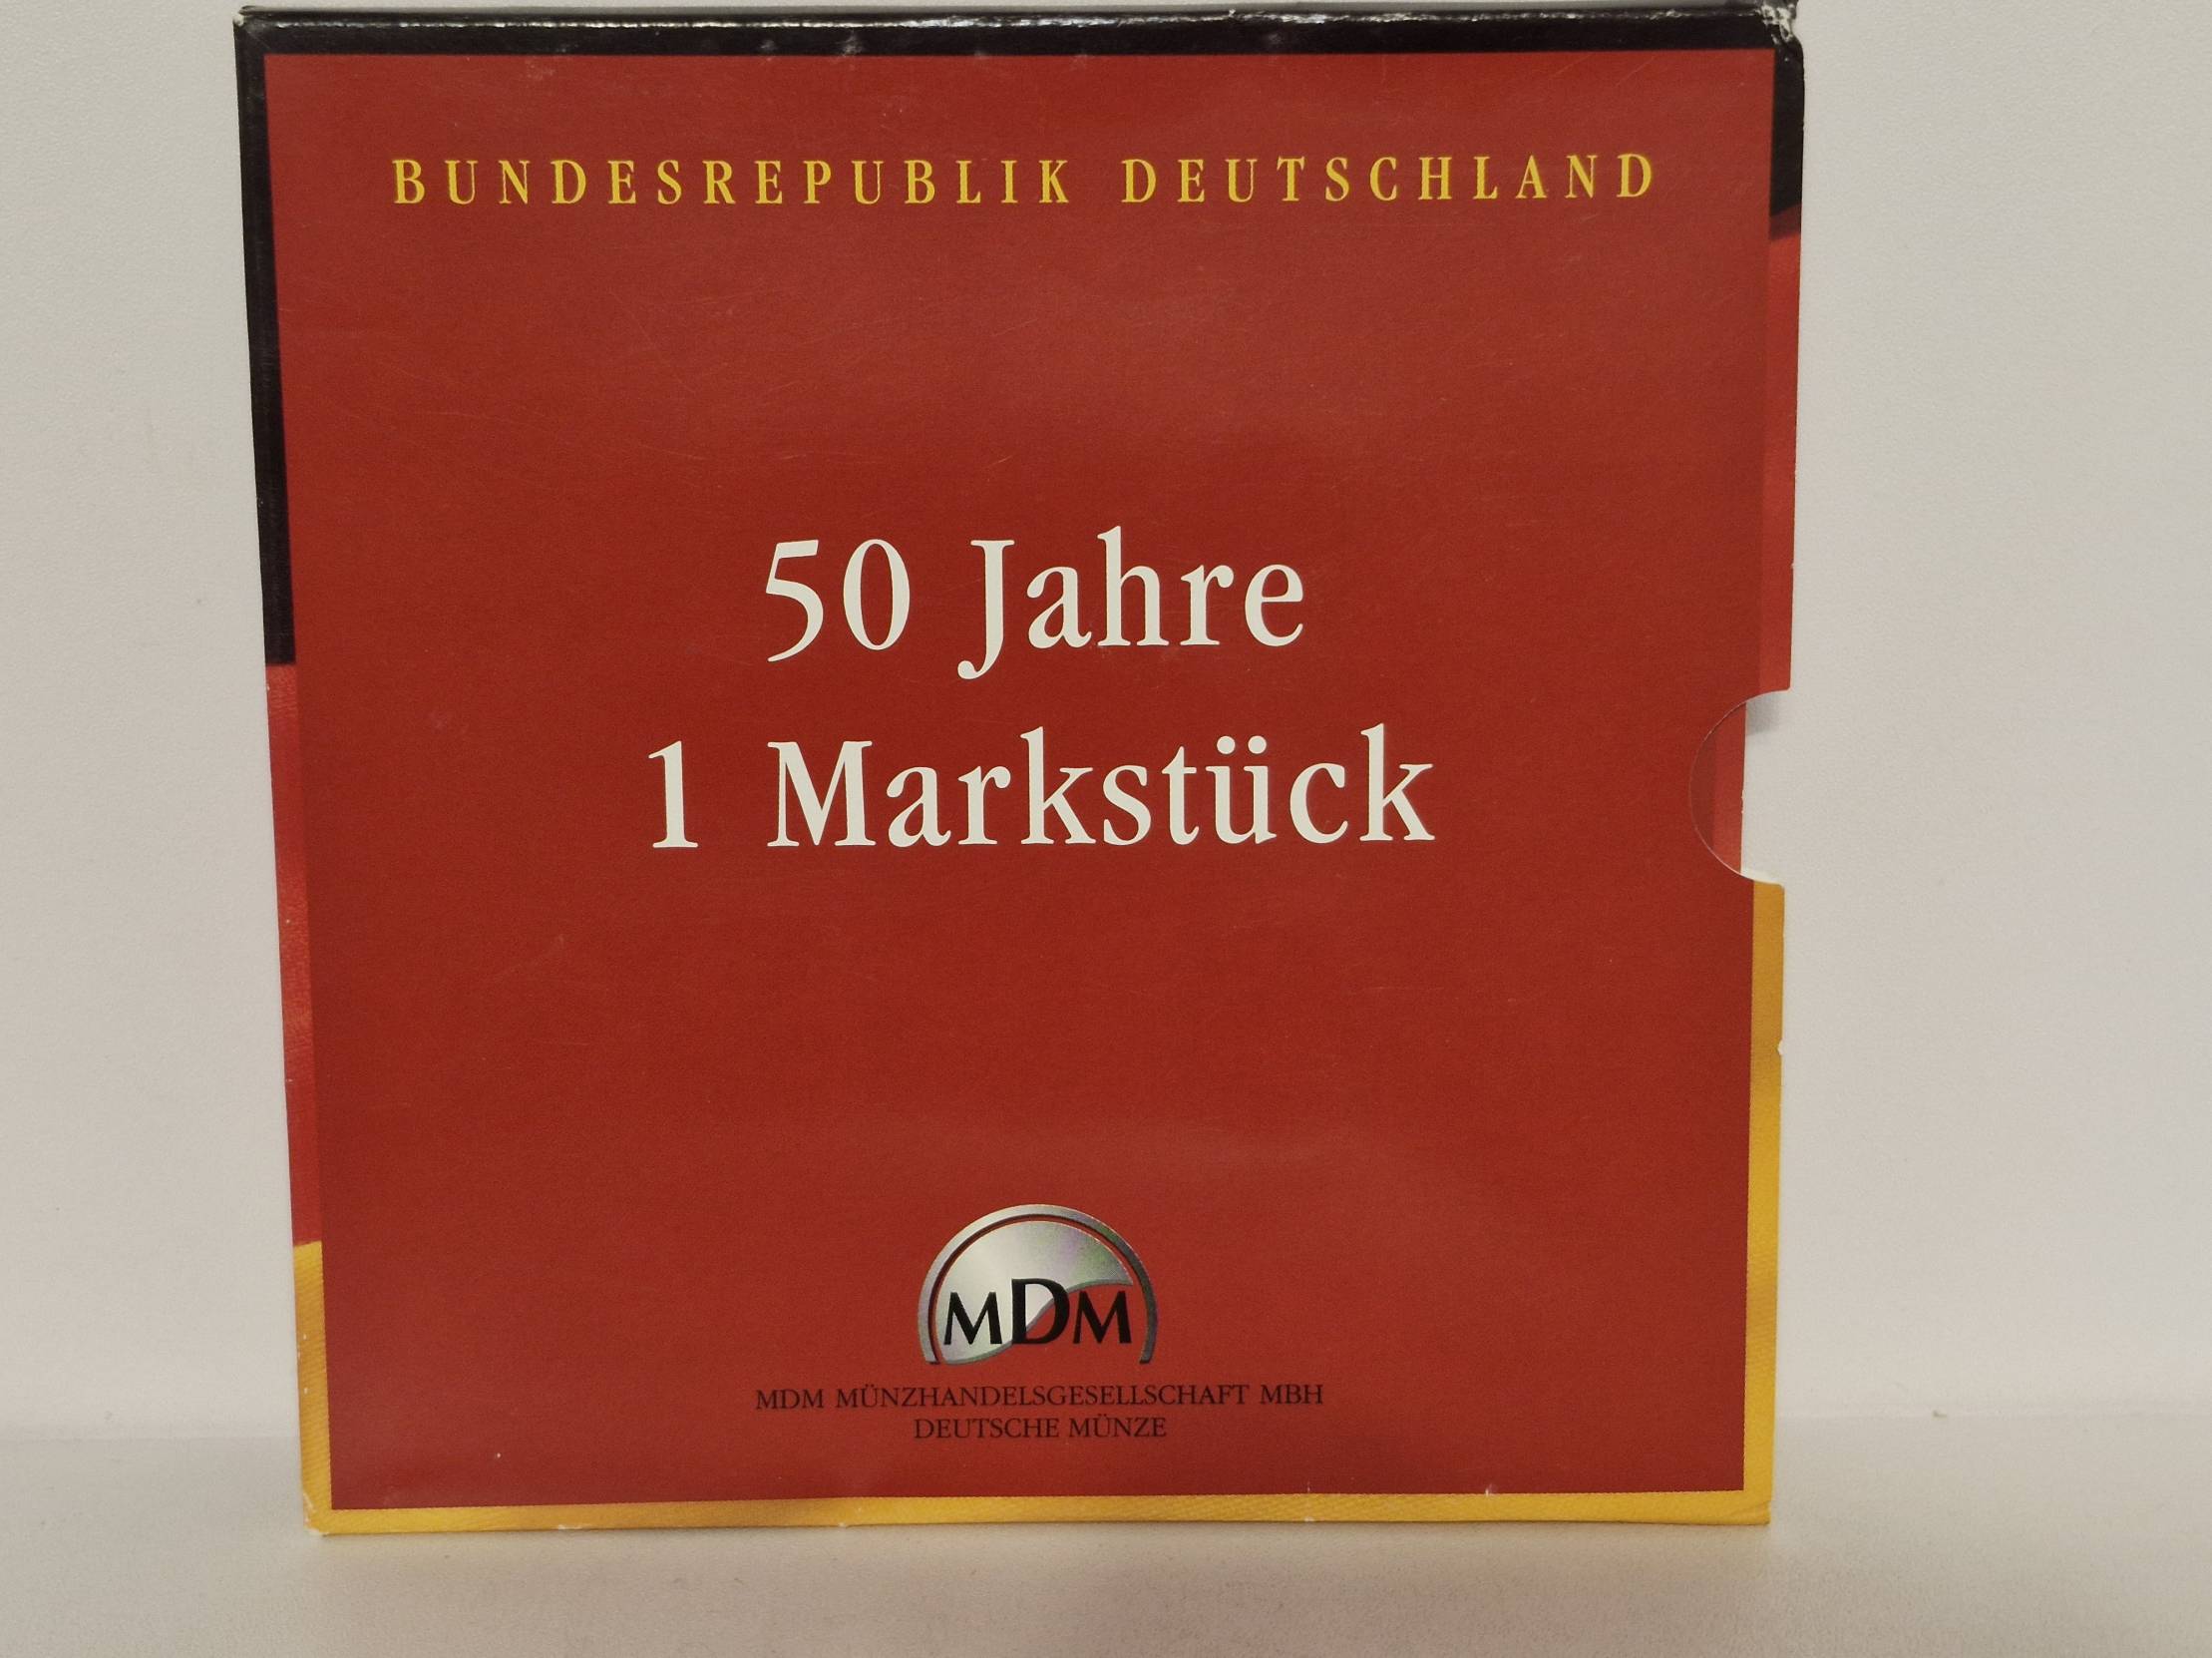 BUNDESREPUBLIK DEUTSCHLAND
50 Jahre
1 Markstück
MDM
MDM MÜNZHANDELSGESELLSCHAFT MBH
DEUTSCHE MÜNZE